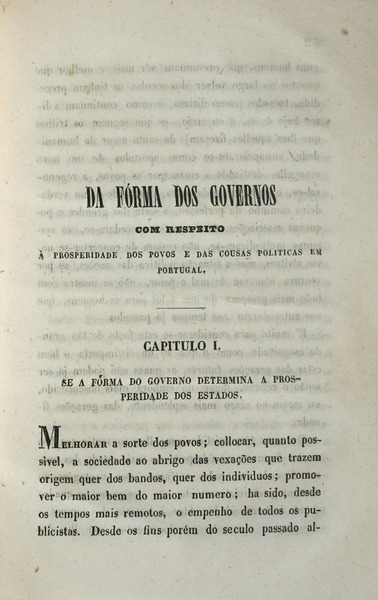 DA FÓRMA DOS GOVERNOS
COM RESPEITO
Á PROSPERIDADE DOS POVOS E DAS COUSAS POLITICAS EM
PORTUGAL.
CAPITULO I.
SE A FÓRMA DO GOVERNO DETERMINA A PROS-
PERIDADE DOS ESTADOS.
MELHORAR a sorte dos povos; collocar, quanto pos-
sivel, a sociedade ao abrigo das vexações que trazem
origem quer dos bandos, quer dos individuos; promo-
ver o maior bem do maior numero; ha sido, desde
os tempos mais remotos, o empenho de todos os pu-
blicistas. Desde os fins porém do seculo passado al-